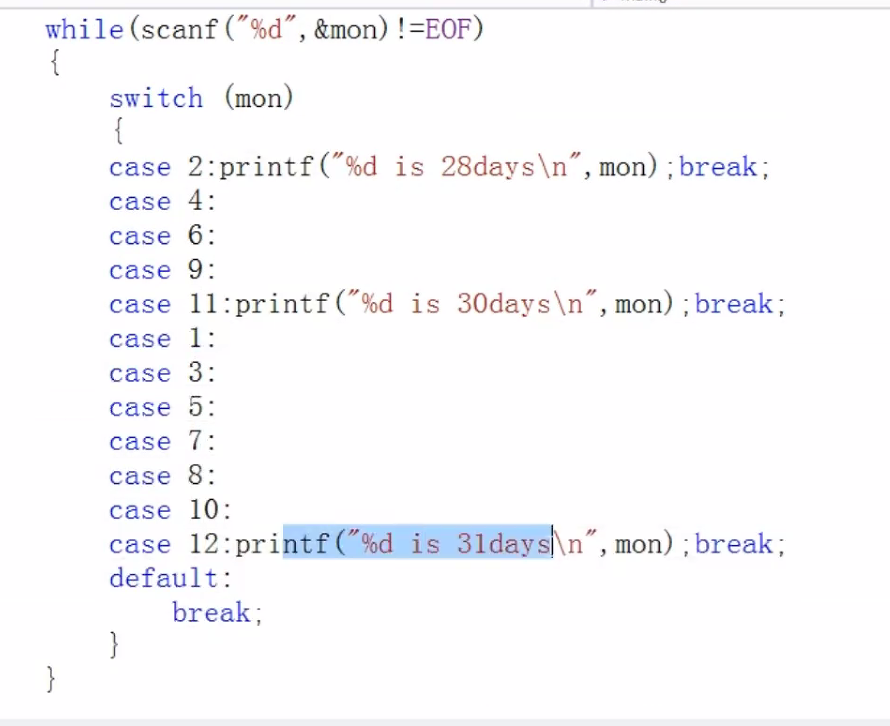 while(scanf("%d",&mon)!=EOF)
{
    switch (mon)
    {
    case 2:printf("%d is 28days\n",mon);break;
    case 4:
    case 6:
    case 9:
    case 11:printf("%d is 30days\n",mon);break;
    case 1:
    case 3:
    case 5:
    case 7:
    case 8:
    case 10:
    case 12:printf("%d is 31days\n",mon);break;
    default:
        break;
    }
}